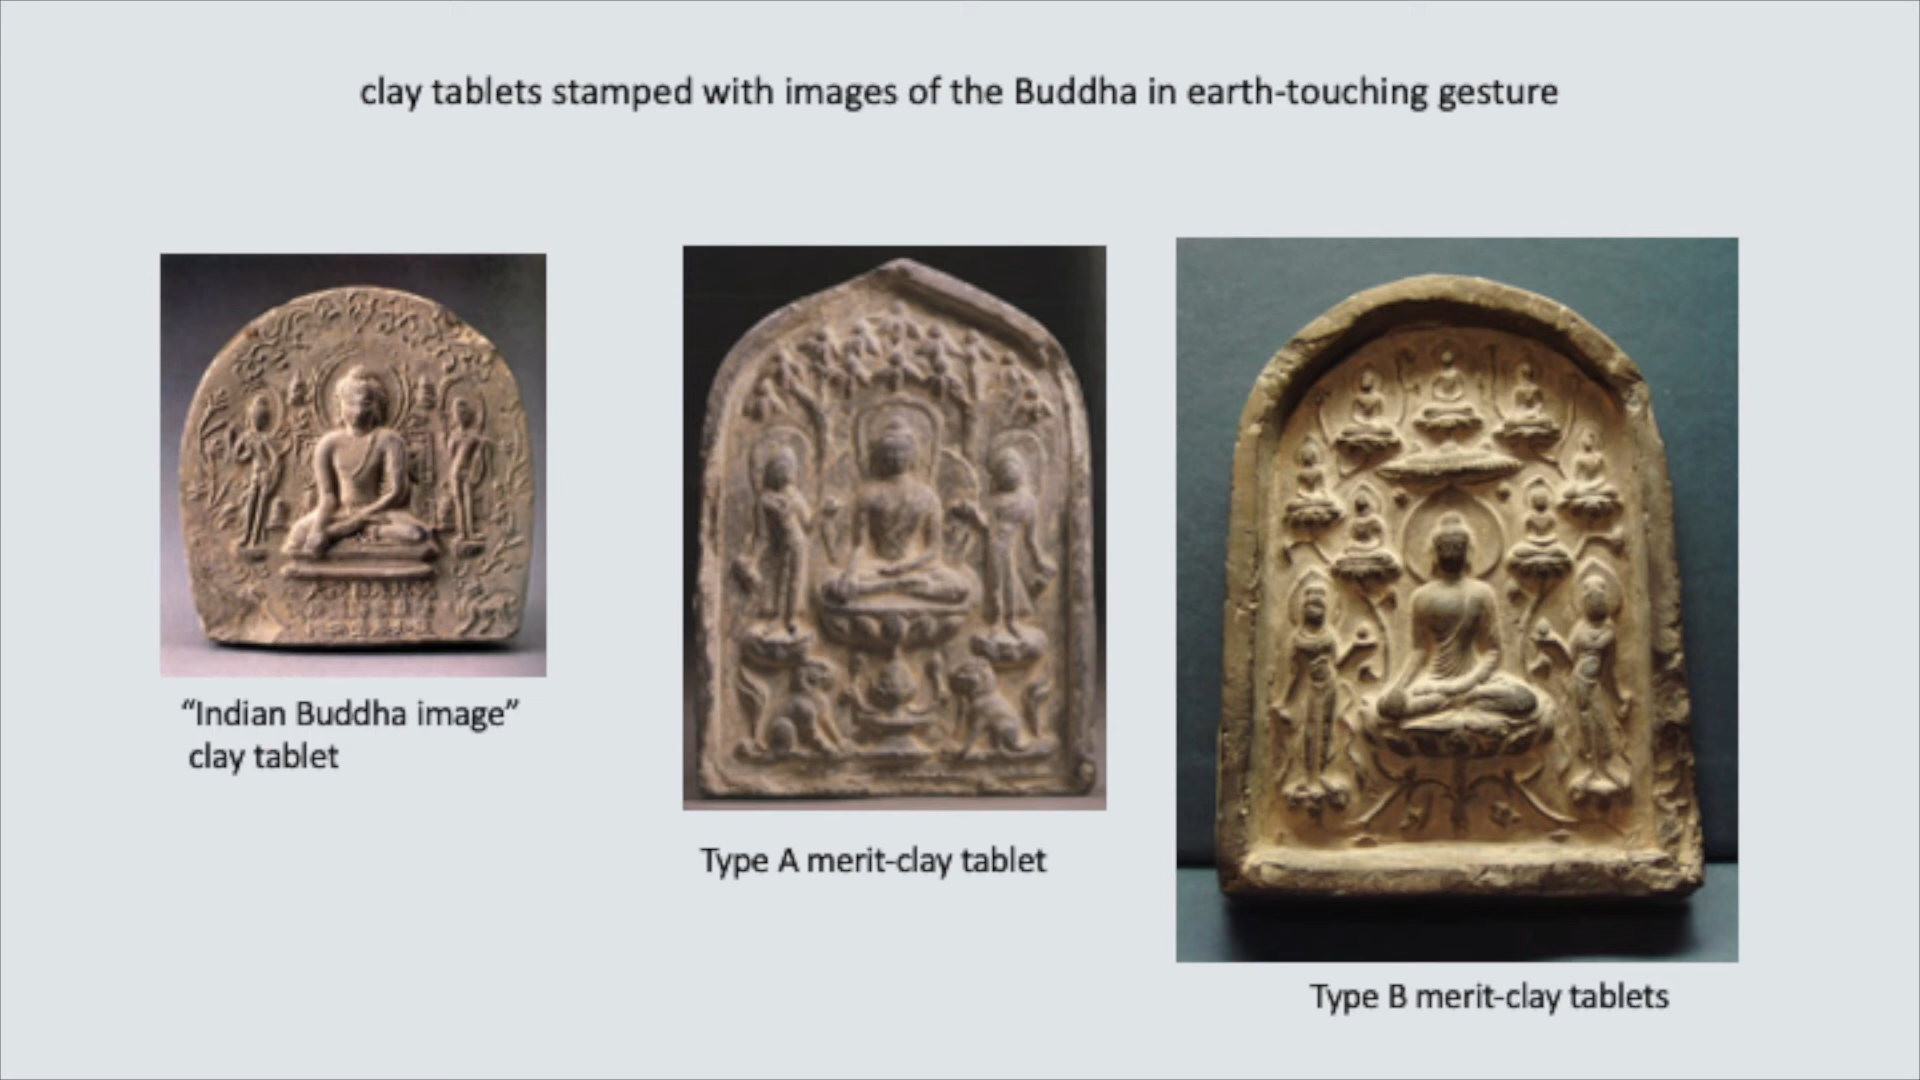 clay tablets stamped with images of the Buddha in earth-touching gesture
“Indian Buddha image”
clay tablet
Type A merit-clay tablet
Type B merit-clay tablets